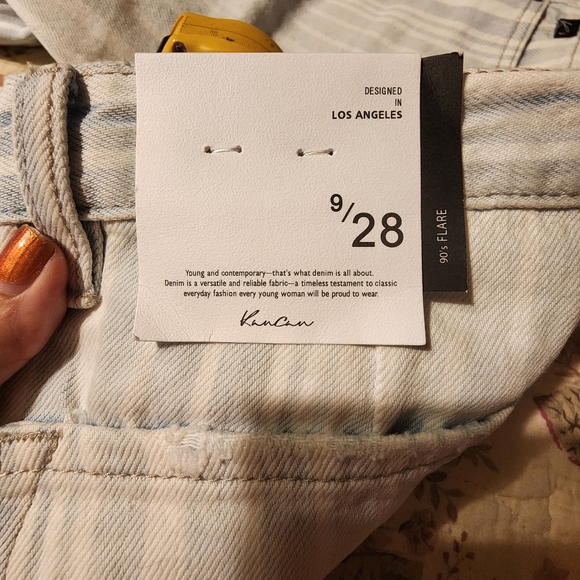 DESIGNED
IN
LOS ANGELES
9/28
90's FLARE
Young and contemporary—that's what denim is all about.
Denim is a versatile and reliable fabric—a timeless testament to classic
everyday fashion every young woman will be proud to wear.
KanCan